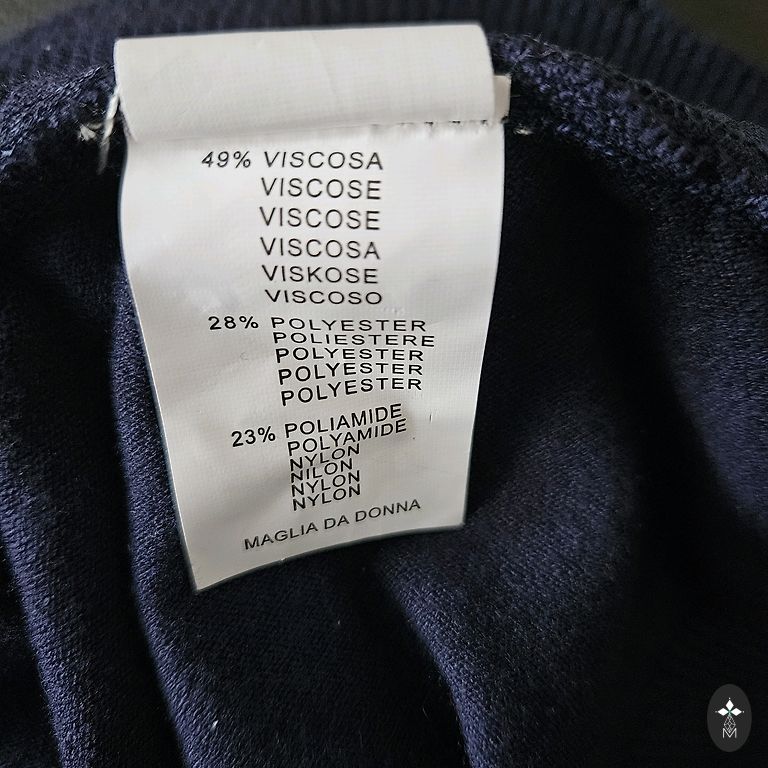 49% VISCOSA
VISCOSE
VISCOSE
VISCOSA
VISKOSE
VISCOSO
28% POLYESTER
POLIESTERE
POLYESTER
POLYESTER
POLYESTER
23% POLIAMIDE
POLYAMIDE
NYLON
NILON
NYLON
NYLON
MAGLIA DA DONNA
M